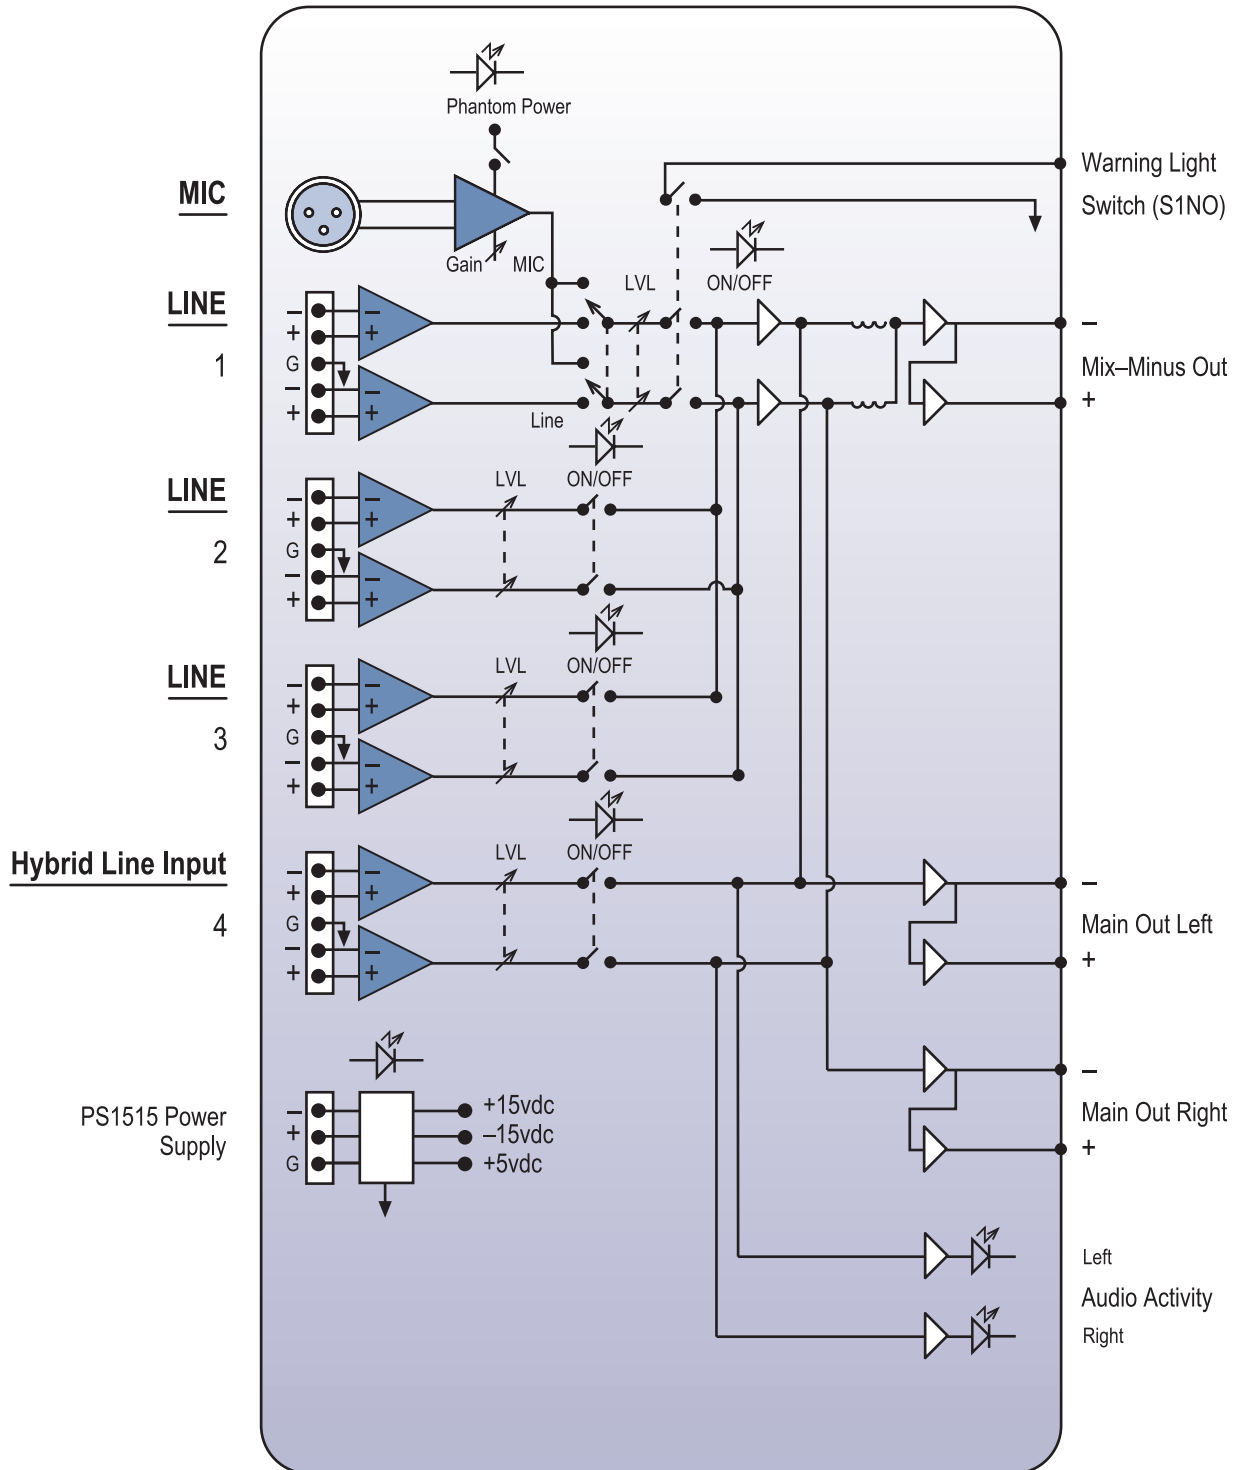 Phantom Power
MIC
Gain
MIC
Warning Light
Switch (S1NO)
LINE
1
−
+
G
−
+
−
+
−
+
LVL
ON/OFF
Line
−
Mix–Minus Out
+
LINE
2
−
+
G
−
+
−
+
−
+
LVL
ON/OFF
LINE
3
−
+
G
−
+
−
+
−
+
LVL
ON/OFF
Hybrid Line Input
4
−
+
G
−
+
−
+
−
+
LVL
ON/OFF
−
Main Out Left
+
PS1515 Power
Supply
−
+
G
+15vdc
–15vdc
+5vdc
−
Main Out Right
+
Left
Audio Activity
Right